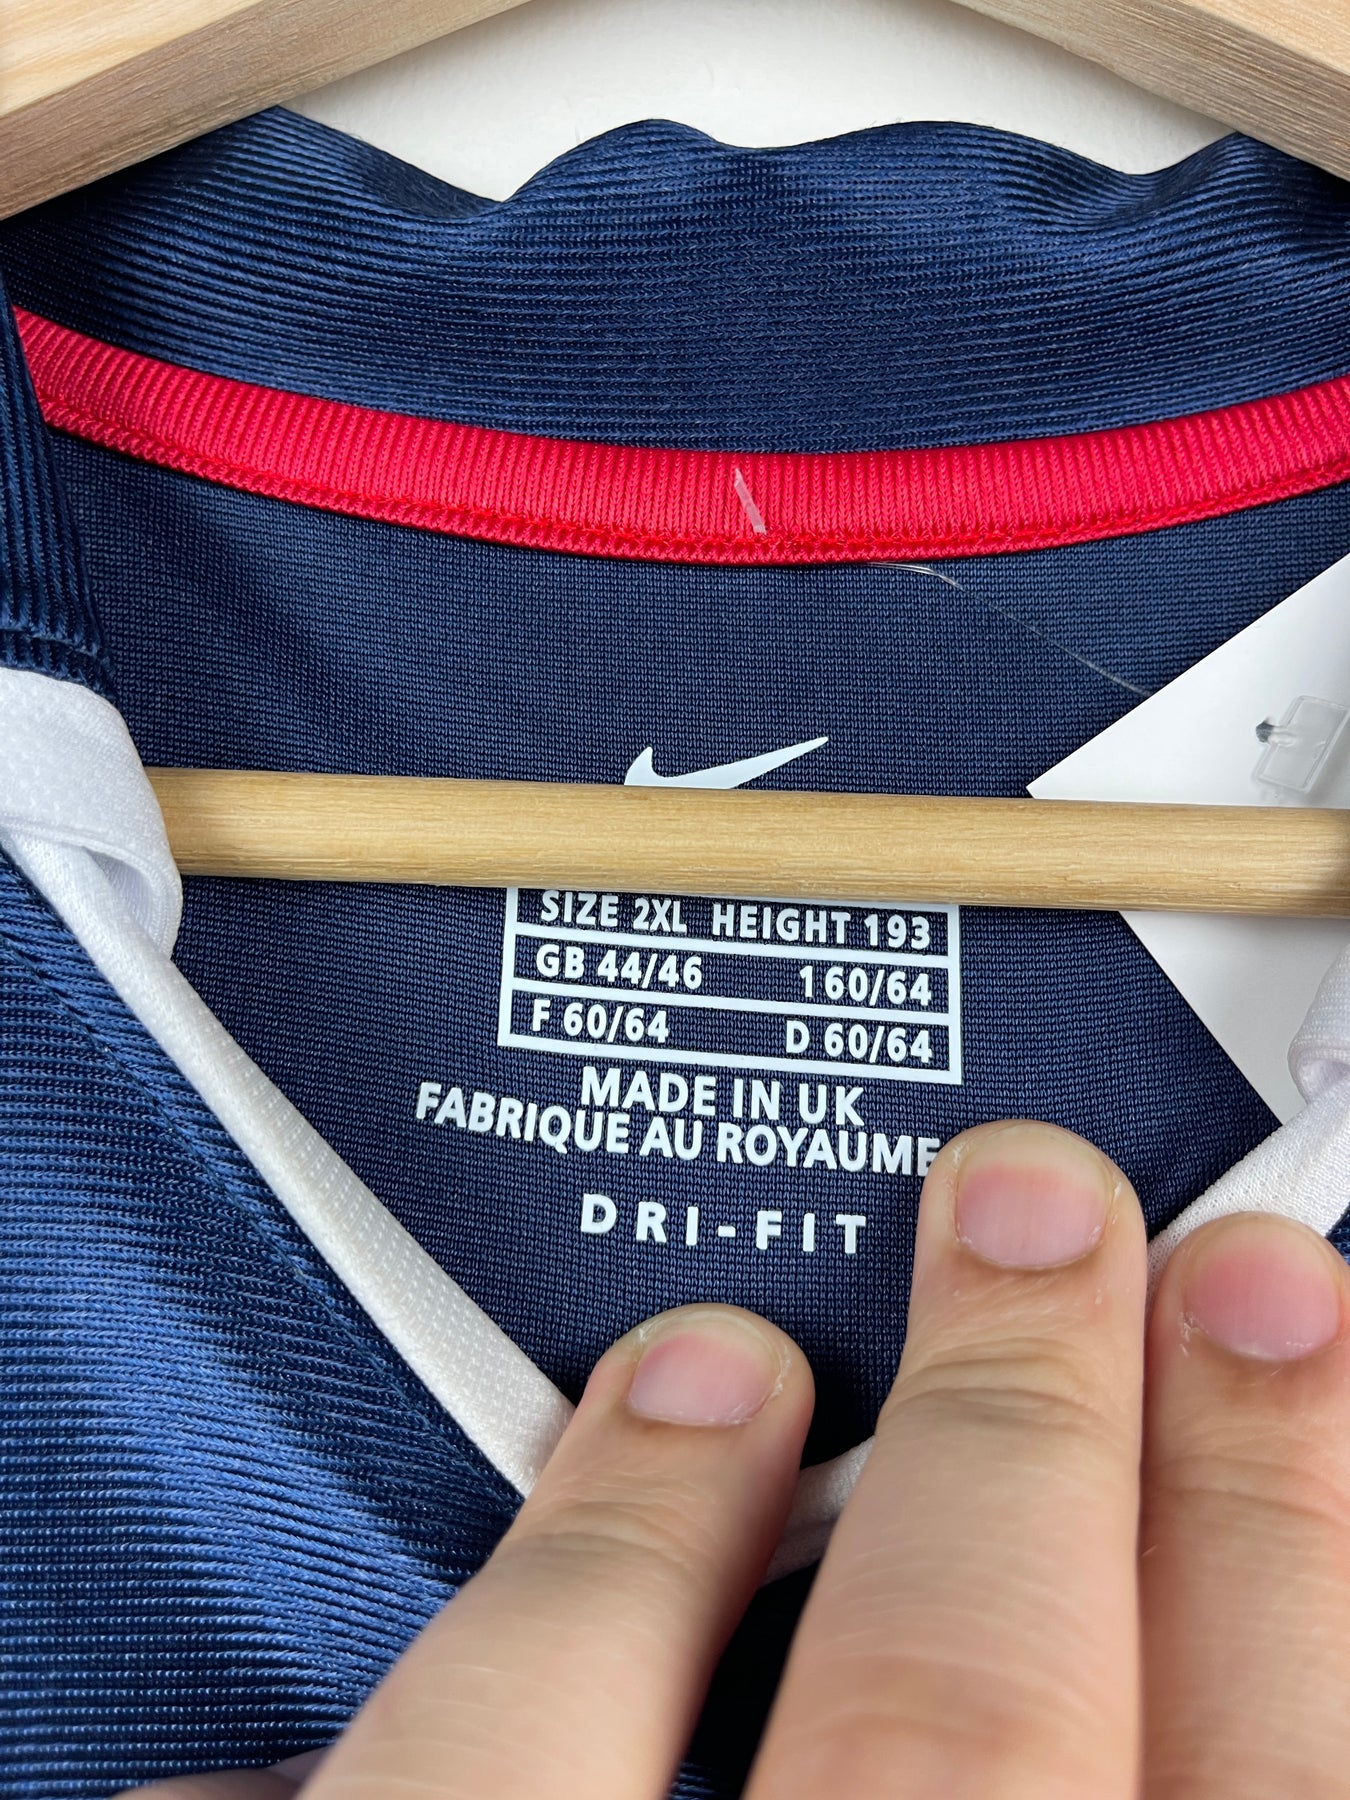 SIZE 2XL HEIGHT 193
GB 44/46 160/64
F 60/64 D 60/64
MADE IN UK
FABRIQUE AU ROYAUME
DRI-FIT